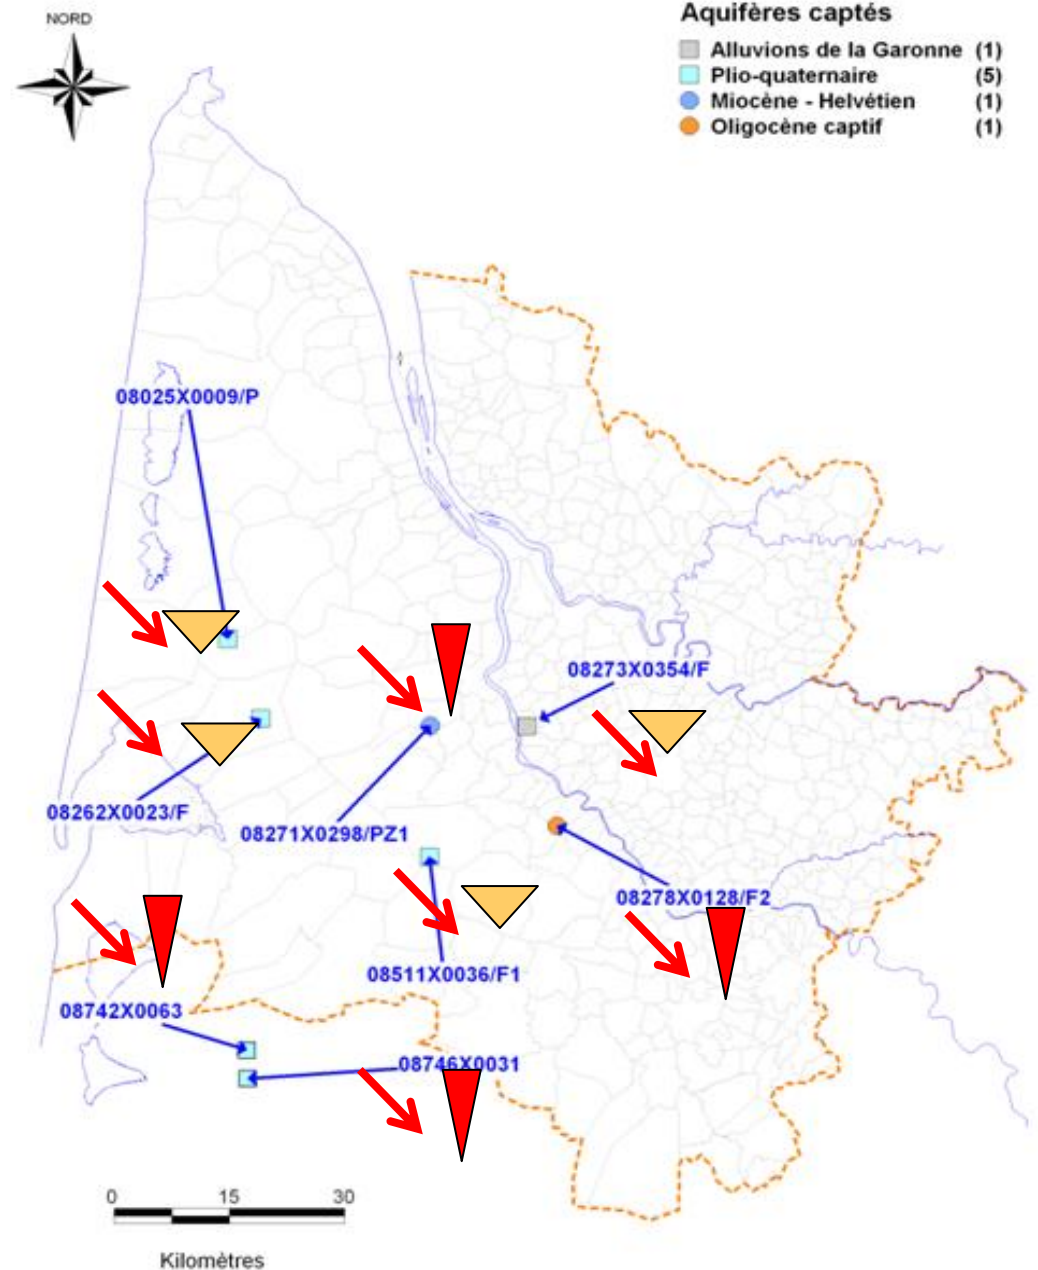 NORD
Aquifères captés
Alluvions de la Garonne (1)
Plio-quaternaire (5)
Miocène - Helvétien (1)
Oligocène captif (1)
08025X0009/P
08273X0354/F
08262X0023/F
08271X0298/PZ1
08278X0128/F2
08511X0036/F1
08742X0063
08746X0031
0 15 30
Kilomètres